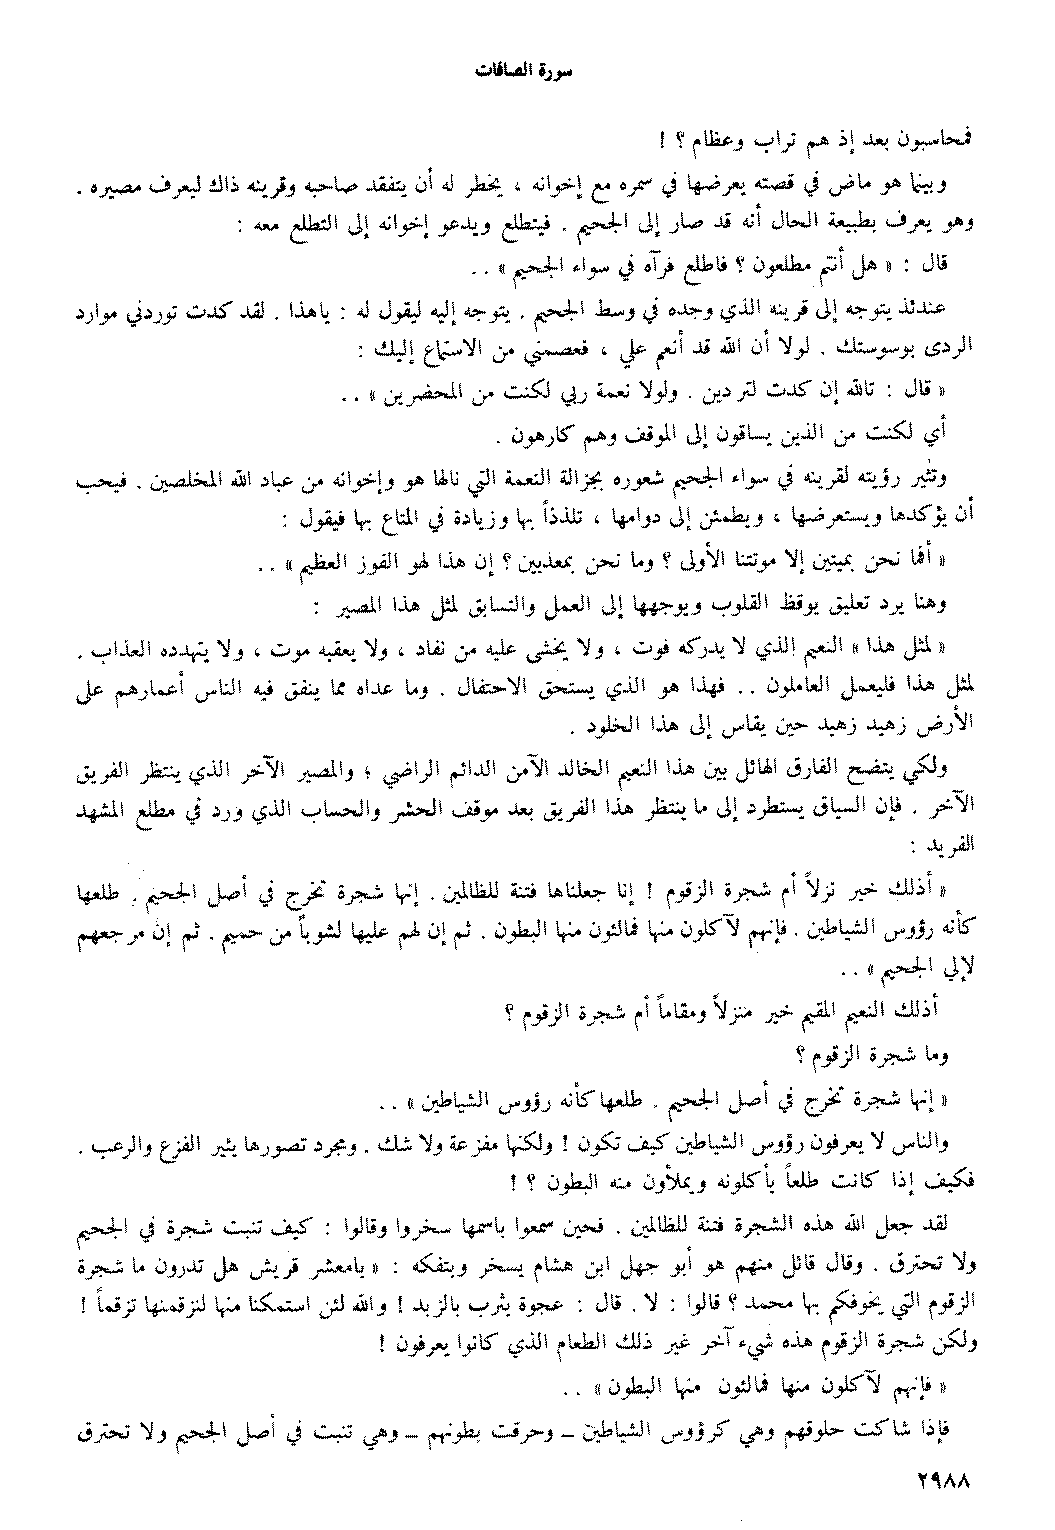 سورة الصافات
فمحاسبون بعد إذ هم تراب وعظام ؟ !
وبينما هو ماض في قصته يعرضها في سمره مع إخوانه ، يخطر له أن يتفقد صاحبه وقرينه ذاك ليعرف مصيره .
وهو يعرف بطبيعة الحال أنه قد صار إلى الجحيم . فيتطلع ويدعو إخوانه إلى التطلع معه :
قال : « هل أنتم مطلعون ؟ فاطلع فرآه في سواء الجحيم » ..
عندئذ يتوجه إلى قرينه الذي وجده في وسط الجحيم . يتوجه إليه ليقول له : ياهذا . لقد كدت توردني موارد
الردى بوسوستك . لولا أن الله قد أنعم علي ، فعصمني من الاستماع إليك :
« قال : تالله إن كدت لتردين . ولولا نعمة ربي لكنت من المحضرين » ..
أي لكنت من الذين يساقون إلى الموقف وهم كارهون .
وتثير رؤيته لقرينه في سواء الجحيم شعوره بجزالة النعمة التي نالها هو وإخوانه من عباد الله المخلصين . فيحب
أن يؤكدها ويستعرضها ، ويطمئن إلى دوامها ، تلذذاً بها وزيادة في المتاع بها فيقول :
« أفما نحن بميتين إلا موتتنا الأولى ؟ وما نحن بمعذبين ؟ إن هذا لهو الفوز العظيم » ..
وهنا يرد تعليق يوقظ القلوب ويوجهها إلى العمل والتسابق لمثل هذا المصير :
« لمثل هذا » النعيم الذي لا يدركه فوت ، ولا يخشى عليه من نفاد ، ولا يعقبه موت ، ولا يتهدده العذاب .
لمثل هذا فليعمل العاملون .. فهذا هو الذي يستحق الاحتفال . وما عداه مما ينفق فيه الناس أعمارهم على
الأرض زهيد زهيد حين يقاس إلى هذا الخلود .
ولكي يتضح الفارق الهائل بين هذا النعيم الخالد الآمن الدائم الراضي ؛ والمصير الآخر الذي ينتظر الفريق
الآخر . فإن السياق يستطرد إلى ما ينتظر هذا الفريق بعد موقف الحشر والحساب الذي ورد في مطلع المشهد
الفريد :
« أذلك خير نزلاً أم شجرة الزقوم ! إنا جعلناها فتنة للظالمين . إنها شجرة تخرج في أصل الجحيم . طلعها
كأنه رؤوس الشياطين . فإنهم لآكلون منها فمالئون منها البطون . ثم إن لهم عليها لشوباً من حميم . ثم إن مرجعهم
لإلى الجحيم » ..
أذلك النعيم المقيم خير منزلاً ومقاماً أم شجرة الزقوم ؟
وما شجرة الزقوم ؟
« إنها شجرة تخرج في أصل الجحيم . طلعها كأنه رؤوس الشياطين » ..
والناس لا يعرفون رؤوس الشياطين كيف تكون ! ولكنها مفزعة ولا شك . ومجرد تصورها يثير الفزع والرعب .
فكيف إذا كانت طلعاً يأكلونه ويملأون منه البطون ؟ !
لقد جعل الله هذه الشجرة فتنة للظالمين . فحين سمعوا باسمها سخروا وقالوا : كيف تنبت شجرة في الجحيم
ولا تحترق . وقال قائل منهم هو أبو جهل ابن هشام يسخر ويتفكه : « يامعشر قريش هل تدرون ما شجرة
الزقوم التي يخوفكم بها محمد ؟ قالوا : لا . قال : عجوة يثرب بالزبد ! والله لئن استمكنا منها لنزقمنها تزقماً !
ولكن شجرة الزقوم هذه شيء آخر غير ذلك الطعام الذي كانوا يعرفون !
« فإنهم لآكلون منها فمالئون منها البطون » ..
فإذا شاكت حلوقهم وهي كرؤوس الشياطين – وحرقت بطونهم – وهي تنبت في أصل الجحيم ولا تحترق
٢٩٨٨